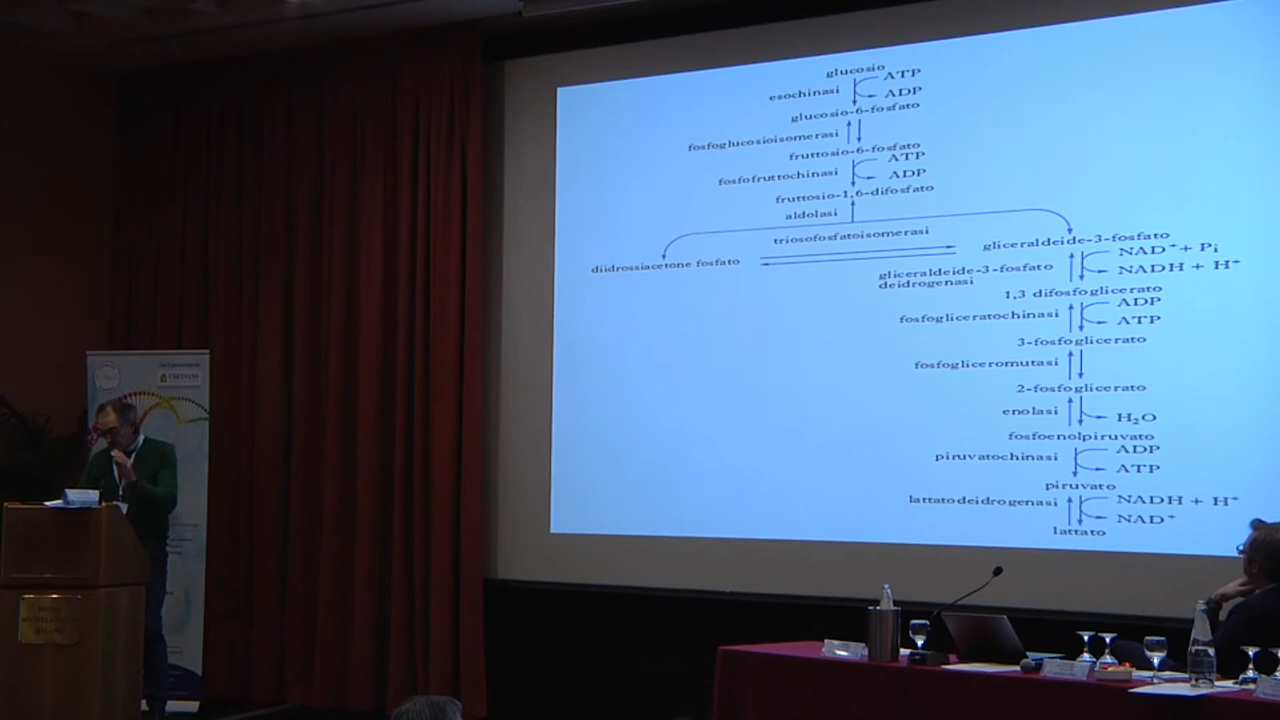 glucosio
ATP
esochinasi
ADP
glucosio-6-fosfato
fosfoglucosioisomerasi
fruttosio-6-fosfato
ATP
fosfofruttochinasi
ADP
fruttosio-1,6-difosfato
aldolasi
triosofosfatoisomerasi
diidrossiacetone fosfato
gliceraldeide-3-fosfato
NAD⁺ + Pi
gliceraldeide-3-fosfato
deidrogenasi
NADH + H⁺
1,3 difosfoglicerato
ADP
fosfogliceratochinasi
ATP
3-fosfoglicerato
fosfogliceromutasi
2-fosfoglicerato
enolasi
H₂O
fosfoenolpiruvato
ADP
piruvatochinasi
ATP
piruvato
lattatodeidrogenasi
NADH + H⁺
NAD⁺
lattato